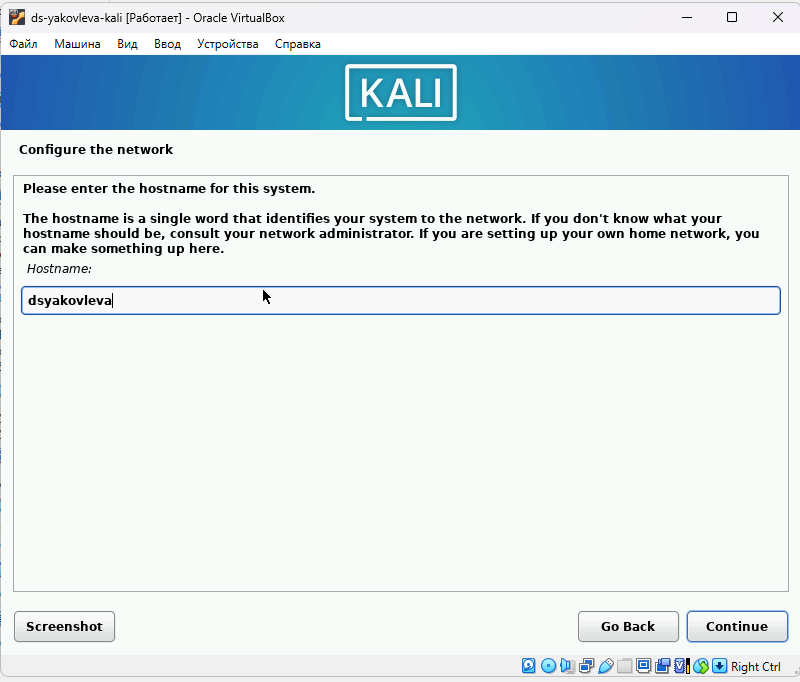 ds-yakovleva-kali [Работает] - Oracle VirtualBox
Файл Машина Вид Ввод Устройства Справка
KALI
Configure the network
Please enter the hostname for this system.
The hostname is a single word that identifies your system to the network. If you don't know what your
hostname should be, consult your network administrator. If you are setting up your own home network, you
can make something up here.
Hostname:
dsyakovleva
Screenshot Go Back Continue
Right Ctrl